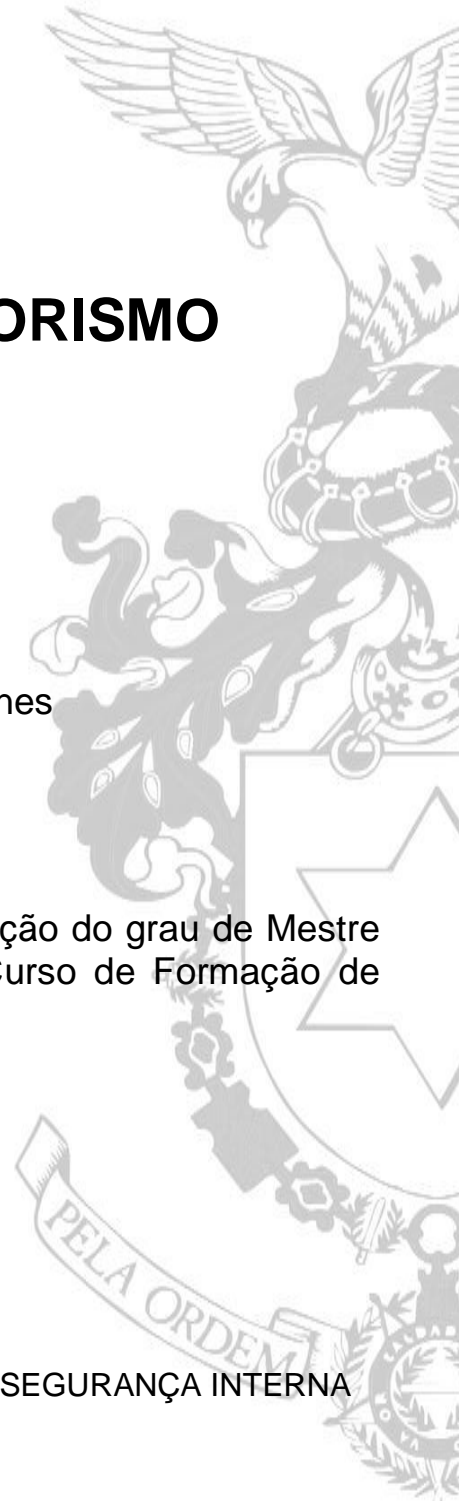 ORISMO
nes
ção do grau de Mestre
Curso de Formação de
PELA ORDEM
SEGURANÇA INTERNA